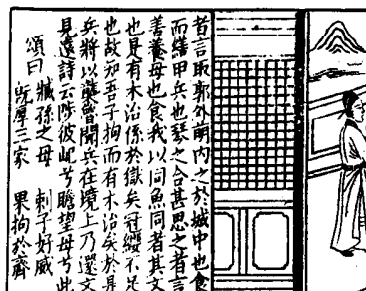 者言取郭外萌内之於城中也食
而繕甲兵也琴之合甚思之者言
善養母也食我以同魚同者其文
也是有木治係於獄矣冠纓不足
也故知吾子拘而有木治矣於是
兵將以襲魯聞兵在境上乃還文
見遠詩云陟彼屺兮瞻望母兮此
頌曰 臧孫之母 刺子好威
既厚三家 果拘於齊